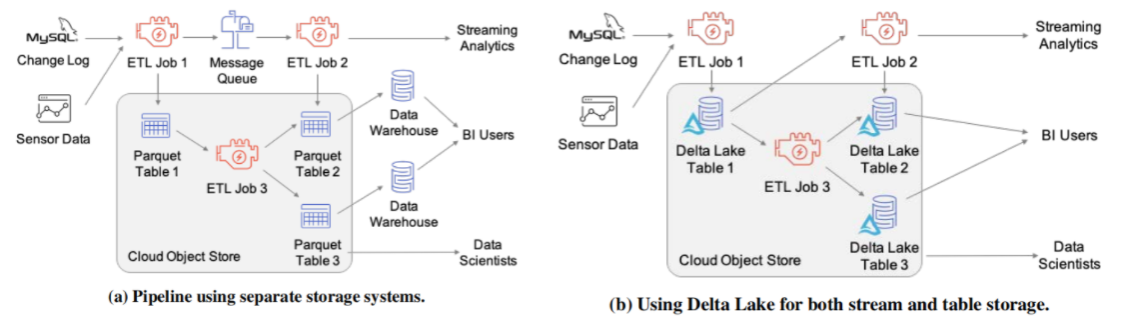 MySQL
Change Log
Sensor Data
ETL Job 1
Message
Queue
ETL Job 2
Streaming
Analytics
Parquet
Table 1
ETL Job 3
Parquet
Table 2
Parquet
Table 3
Data
Warehouse
Data
Warehouse
BI Users
Data
Scientists
Cloud Object Store
(a) Pipeline using separate storage systems.
MySQL
Change Log
Sensor Data
ETL Job 1
ETL Job 2
Streaming
Analytics
Delta Lake
Table 1
ETL Job 3
Delta Lake
Table 2
Delta Lake
Table 3
BI Users
Data
Scientists
Cloud Object Store
(b) Using Delta Lake for both stream and table storage.